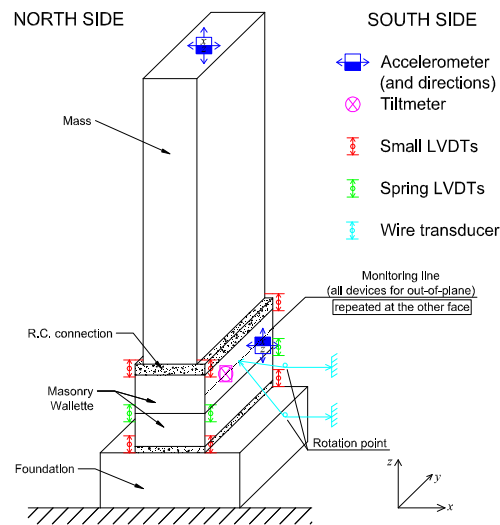 NORTH SIDE
SOUTH SIDE
x
z
Accelerometer
(and directions)
Tiltmeter
Mass
Small LVDTs
Spring LVDTs
Wire transducer
Monitoring line
(all devices for out-of-plane)
repeated at the other face
R.C. connection
Masonry
Wallette
Rotation point
Foundation
z
y
x